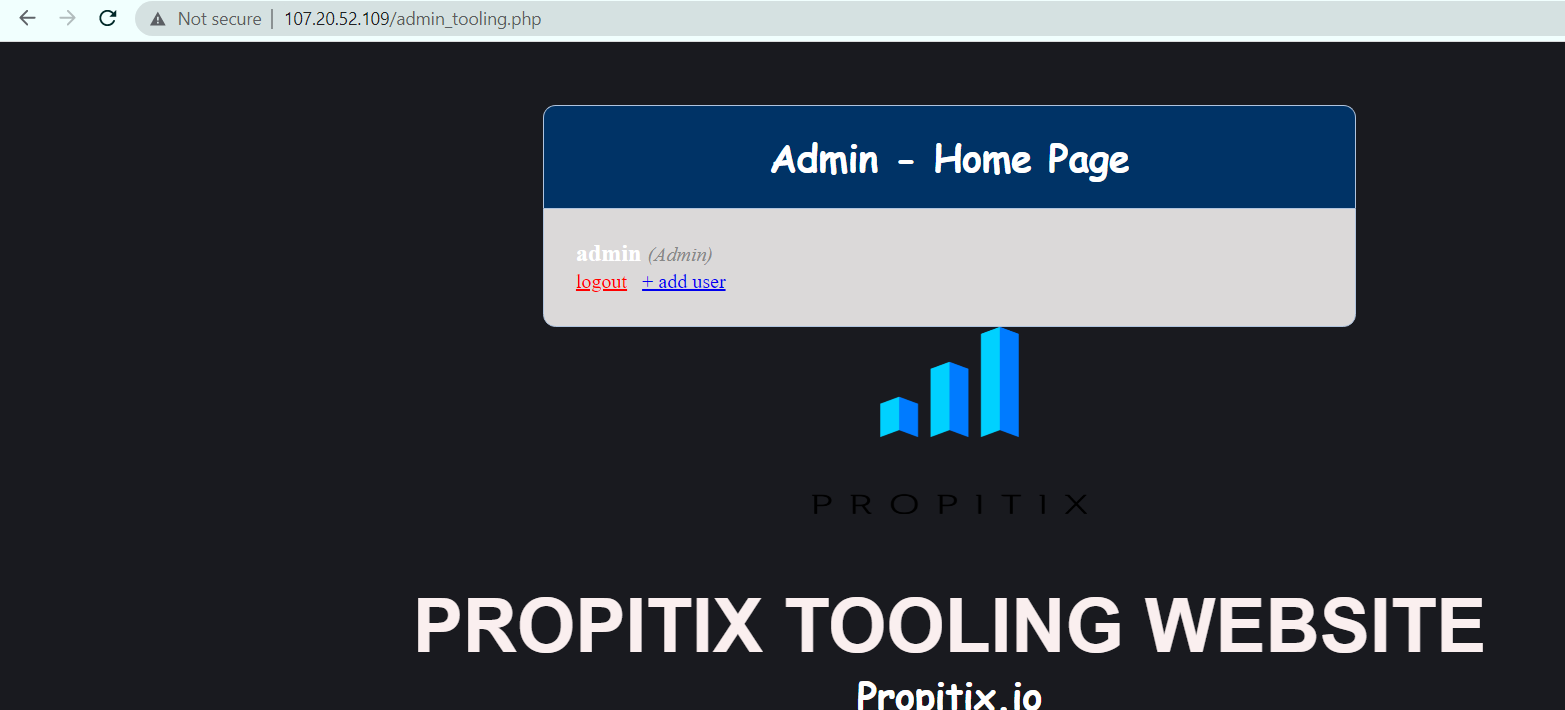 Not secure | 107.20.52.109/admin_tooling.php
Admin - Home Page
admin (Admin)
logout + add user
PROPITIX
PROPITIX TOOLING WEBSITE
Propitix.io